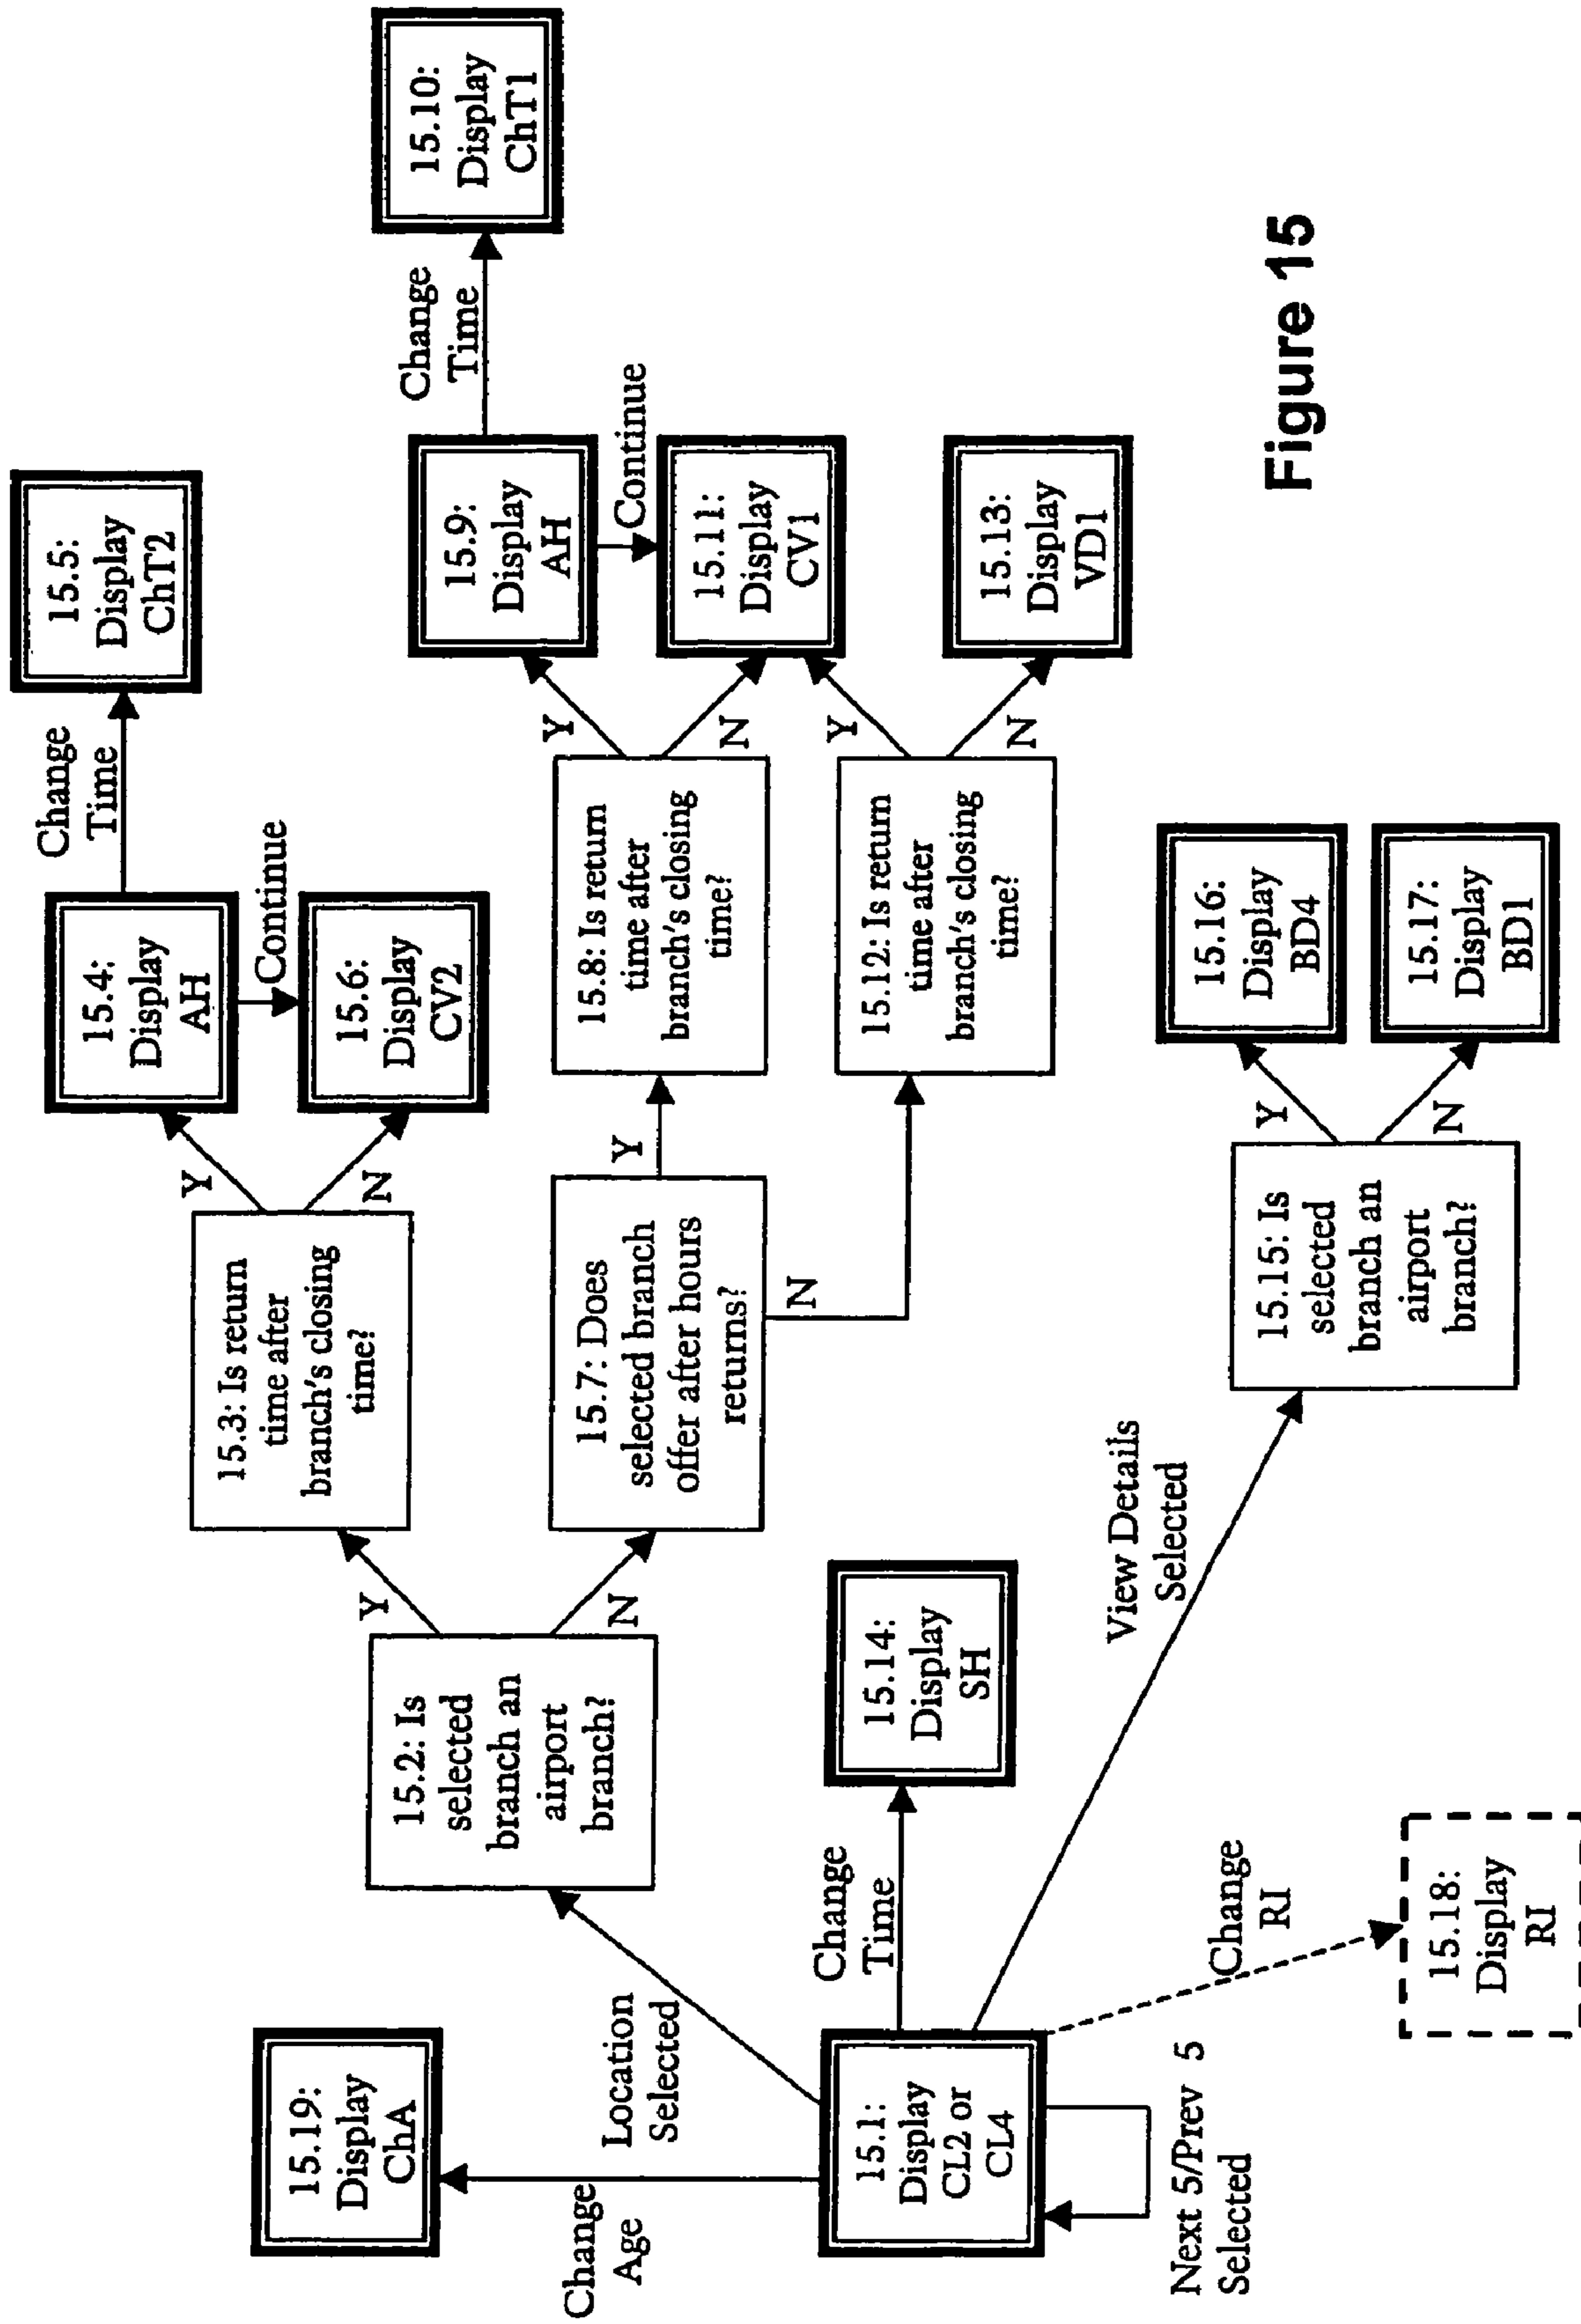 15.19:
Display
ChA
Change
Age
Location
Selected
15.1:
Display
CL2 or
CL4
Next 5/Prev 5
Selected
15.2: Is
selected
branch an
airport
branch?
Y
N
15.3: Is return
time after
branch's closing
time?
Y
N
15.4:
Display
AH
Change
Time
15.5:
Display
ChT2
Continue
15.6:
Display
CV2
15.7: Does
selected branch
offer after hours
returns?
Y
N
15.8: Is return
time after
branch's closing
time?
Y
N
15.9:
Display
AH
Change
Time
15.10:
Display
ChT1
Continue
15.11:
Display
CV1
15.12: Is return
time after
branch's closing
time?
Y
N
15.13:
Display
VD1
Change
Time
15.14:
Display
SH
View Details
Selected
15.15: Is
selected
branch an
airport
branch?
Y
N
15.16:
Display
BD4
15.17:
Display
BD1
Change
RI
15.18:
Display
RI
Figure 15